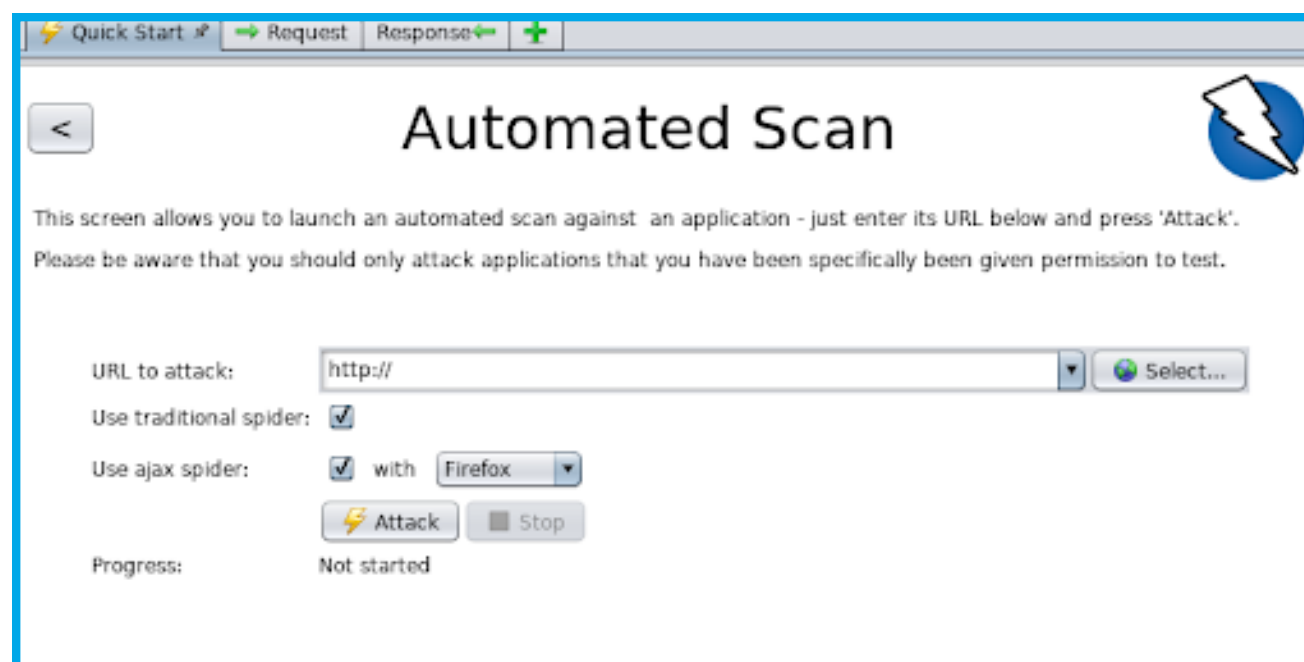 Quick Start Request Response
<
Automated Scan
This screen allows you to launch an automated scan against an application - just enter its URL below and press 'Attack'.
Please be aware that you should only attack applications that you have been specifically been given permission to test.
URL to attack: http:// Select...
Use traditional spider:
Use ajax spider: with Firefox
Attack Stop
Progress: Not started